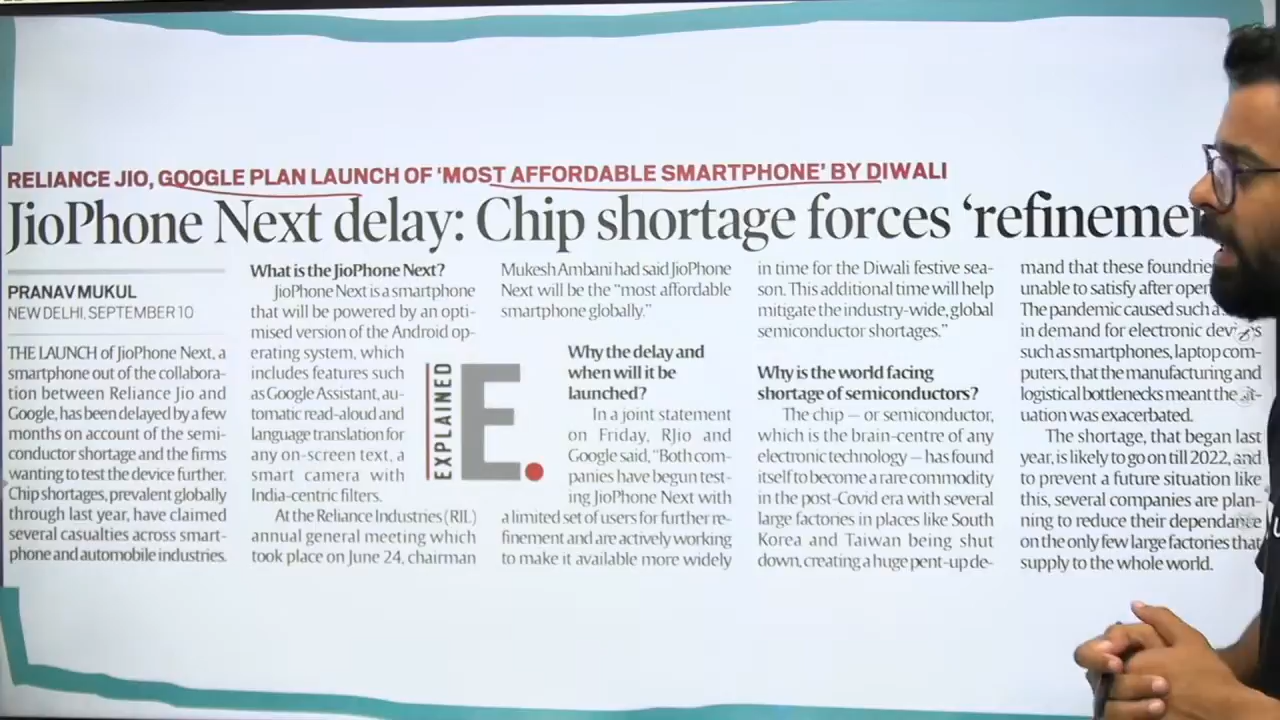 RELIANCE JIO, GOOGLE PLAN LAUNCH OF 'MOST AFFORDABLE SMARTPHONE' BY DIWALI
JioPhone Next delay: Chip shortage forces
PRANAV MUKUL
NEW DELHI, SEPTEMBER 10
THE LAUNCH of JioPhone Next, a
smartphone out of the collabora-
tion between Reliance Jio and
Google, has been delayed by a few
months on account of the semi-
conductor shortage and the firms
wanting to test the device further.
Chip shortages, prevalent globally
through last year, have claimed
several casualties across smart-
phone and automobile industries.
What is the JioPhone Next?
JioPhone Next is a smartphone
that will be powered by an opti-
mised version of the Android op-
erating system, which
includes features such
as Google Assistant, au-
tomatic read-aloud and
language translation for
any on-screen text, a
smart camera with
India-centric filters.
At the Reliance Industries (RIL)
annual general meeting which
took place on June 24, chairman
EXPLAINED
E.
Mukesh Ambani had said JioPhone
Next will be the "most affordable
smartphone globally."
Why the delay and
when will it be
launched?
In a joint statement
on Friday, RJio and
Google said, "Both com-
panies have begun test-
ing JioPhone Next with
a limited set of users for further re-
finement and are actively working
to make it available more widely
in time for the Diwali festive sea-
son. This additional time will help
mitigate the industry-wide, global
semiconductor shortages."
Why is the world facing
shortage of semiconductors?
The chip — or semiconductor,
which is the brain-centre of any
electronic technology — has found
itself to become a rare commodity
in the post-Covid era with several
large factories in places like South
Korea and Taiwan being shut
down, creating a huge pent-up de-
mand that these
unable to satisfy after
The pandemic caused such a
in demand for electronic devices
such as smartphones, laptop com-
puters, that the manufacturing and
logistical bottlenecks meant the sit-
uation was exacerbated.
The shortage, that began last
year, is likely to go on till 2022, and
to prevent a future situation like
this, several companies are plan-
ning to reduce their dependance
on the only few large factories that
supply to the whole world.